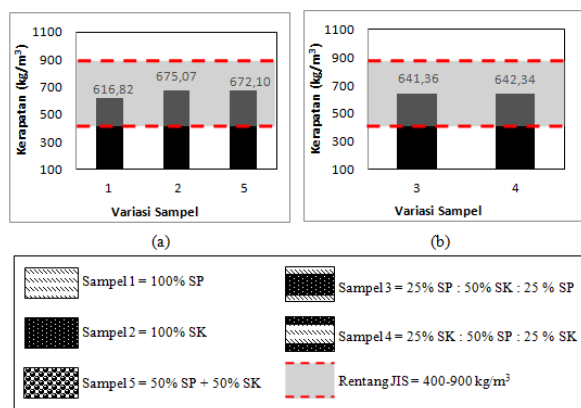 1100
900
700
500
300
100
Kerapatan (kg/m³)
616,82
675,07
672,10
1
2
5
Variasi Sampel
(a)
1100
900
700
500
300
100
Kerapatan (kg/m³)
641,36
642,34
3
4
Variasi Sampel
(b)
Sampel 1 = 100% SP
Sampel 2 = 100% SK
Sampel 5 = 50% SP + 50% SK
Sampel 3 = 25% SP : 50% SK : 25 % SP
Sampel 4 = 25% SK : 50% SP : 25 % SK
Rentang JIS = 400-900 kg/m³